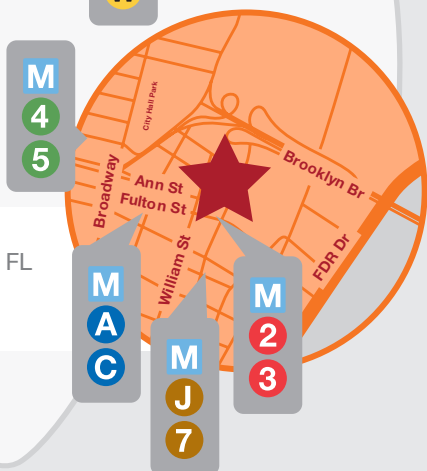 M
4
5
City Hall Park
Broadway
Ann St
Fulton St
Brooklyn Br
FL
William St
FDR Dr
M
A
C
M
J
7
M
2
3